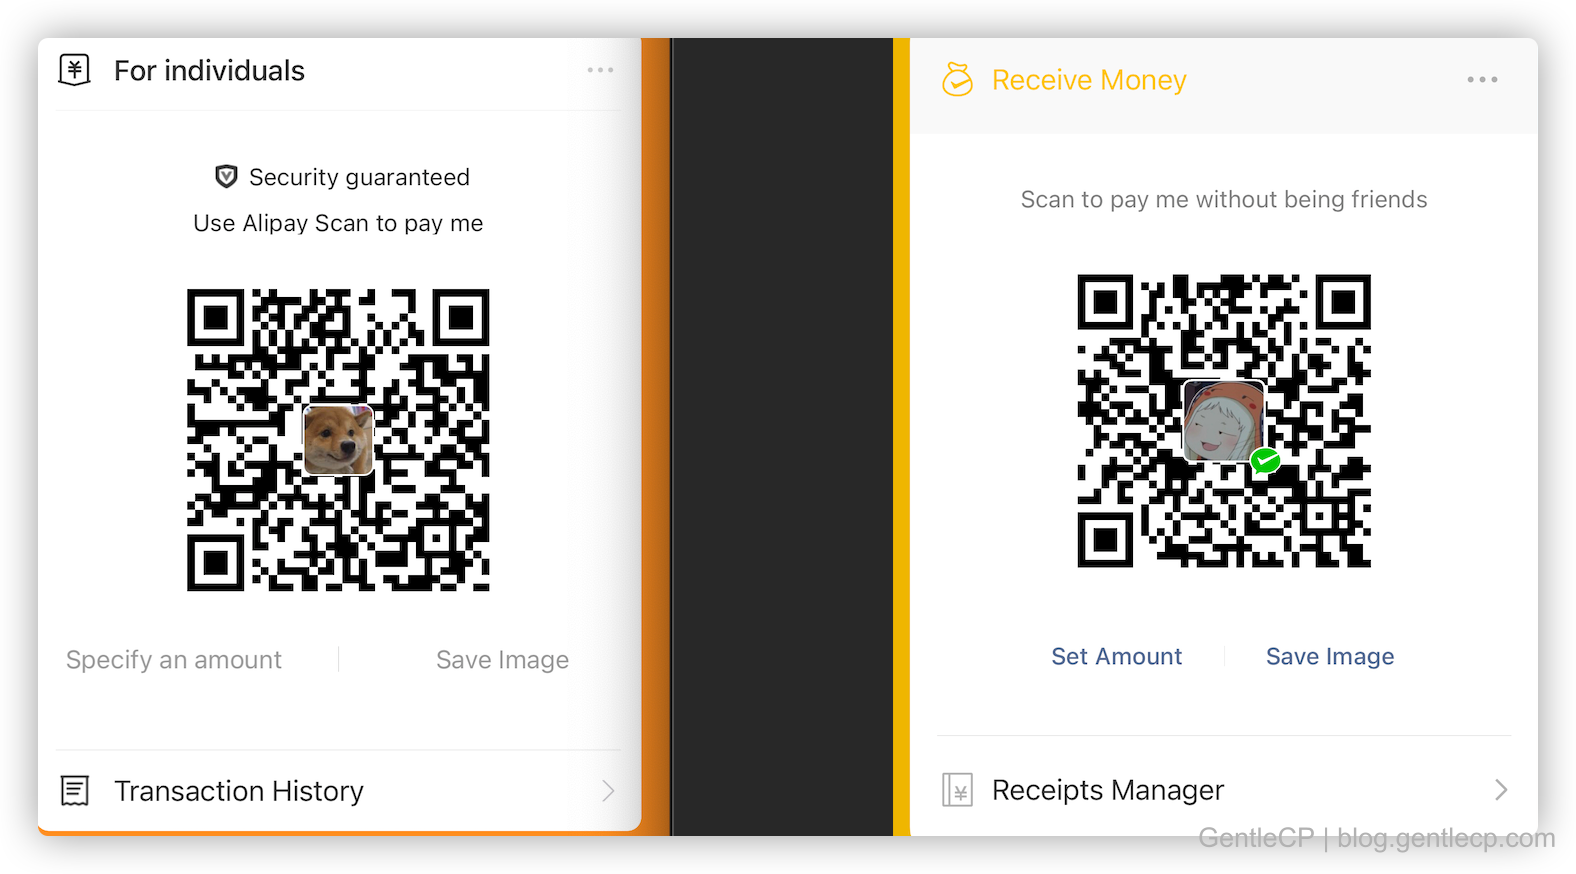 For individuals
Security guaranteed
Use Alipay Scan to pay me
Specify an amount
Save Image
Transaction History
Receive Money
Scan to pay me without being friends
Set Amount
Save Image
Receipts Manager
GentleCP | blog.gentlecp.com